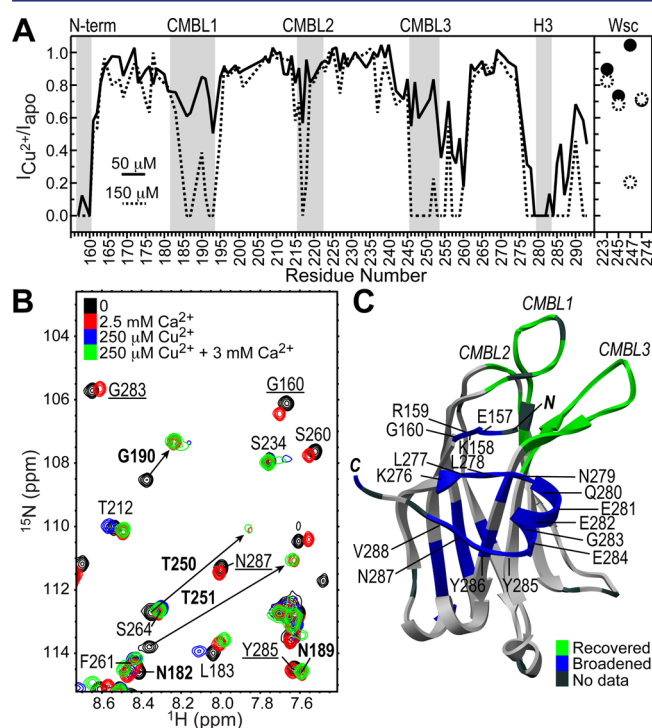 N-term CMBL1 CMBL2 CMBL3 H3 Wsc
A
I Cu2+/I apo
1.0
0.8
0.6
0.4
0.2
0.0
50 µM
150 µM
160 165 170 175 180 185 190 195 200 205 210 215 220 225 230 235 240 245 250 255 260 265 270 275 280 285 290 223 245 247 274
Residue Number
B
0
2.5 mM Ca2+
250 µM Cu2+
250 µM Cu2+ + 3 mM Ca2+
104
106
108
110
112
114
15N (ppm)
G283
G160
G190
S234
S260
T212
0
T250
N287
T251
S264
F261
N182
L183
Y285
N189
8.6 8.4 8.2 8.0 7.8 7.6
1H (ppm)
C
CMBL1
CMBL2
CMBL3
R159
E157
N
G160
K158
C
L277
L278
K276
N279
Q280
E281
E282
G283
E284
V288
N287
Y286
Y285
Recovered
Broadened
No data